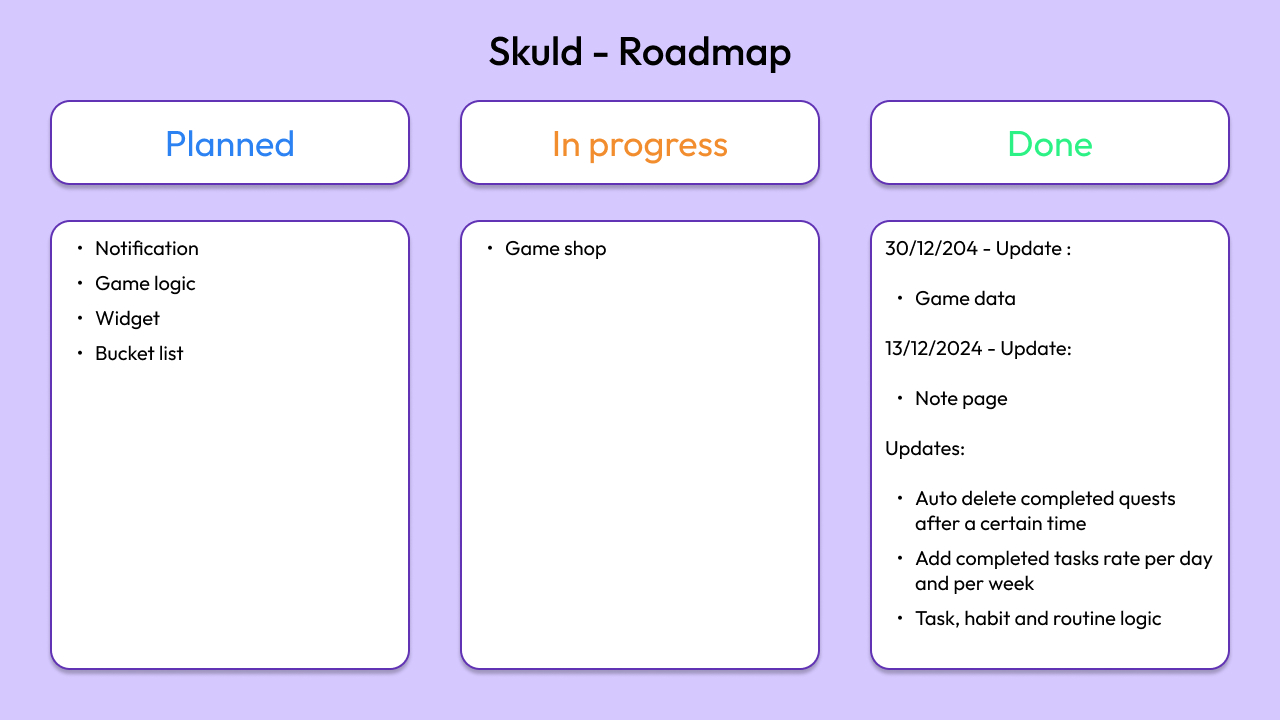 Skuld - Roadmap
Planned
In progress
Done
• Notification
• Game logic
• Widget
• Bucket list
• Game shop
30/12/204 - Update :
• Game data
13/12/2024 - Update:
• Note page
Updates:
• Auto delete completed quests
after a certain time
• Add completed tasks rate per day
and per week
• Task, habit and routine logic